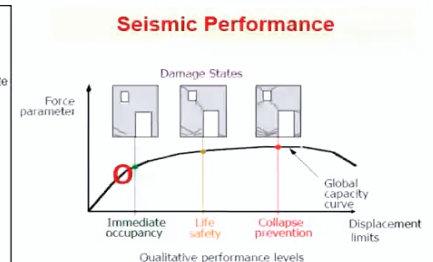 Seismic Performance
te
Damage States
Force
parameter
Global
capacity
curve
Immediate
occupancy
Life
safety
Collapse
prevention
Displacement
limits
Qualitative performance levels